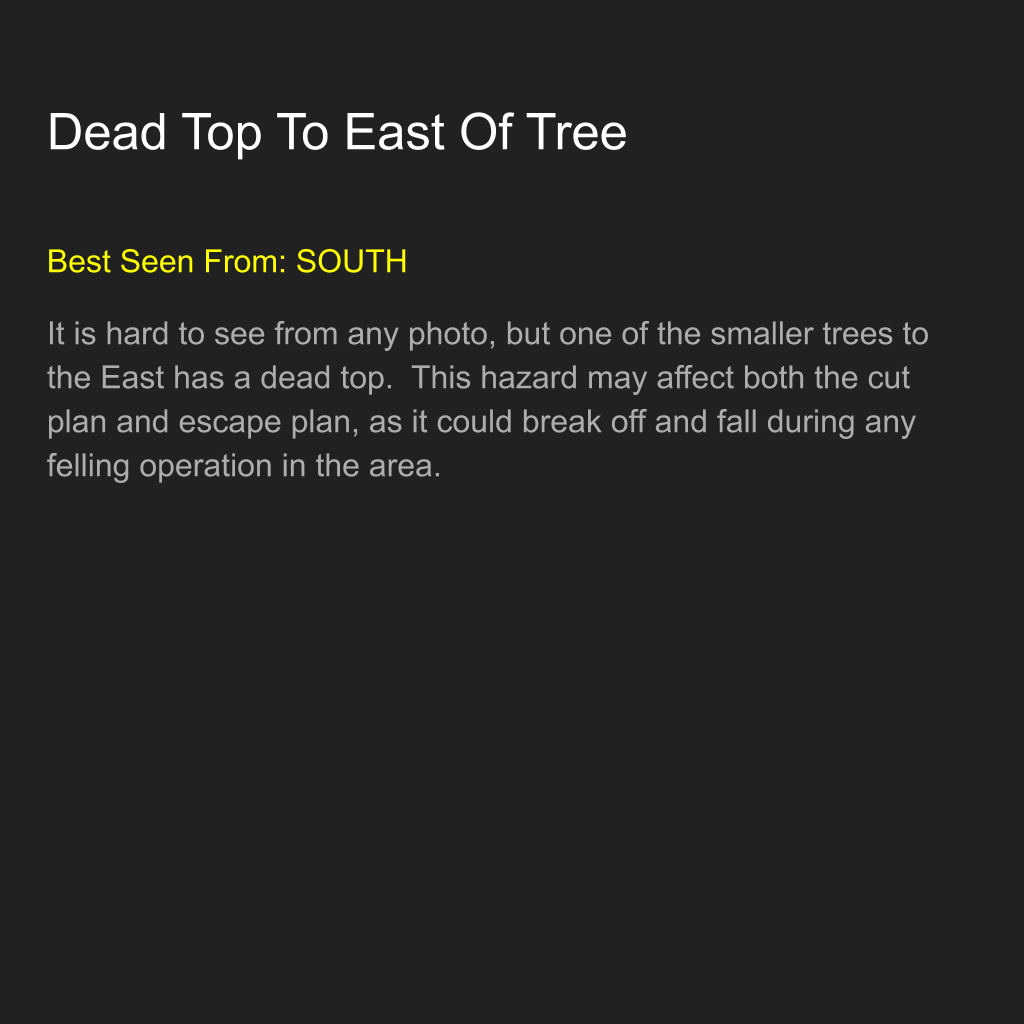 Dead Top To East Of Tree
Best Seen From: SOUTH
It is hard to see from any photo, but one of the smaller trees to
the East has a dead top.  This hazard may affect both the cut
plan and escape plan, as it could break off and fall during any
felling operation in the area.